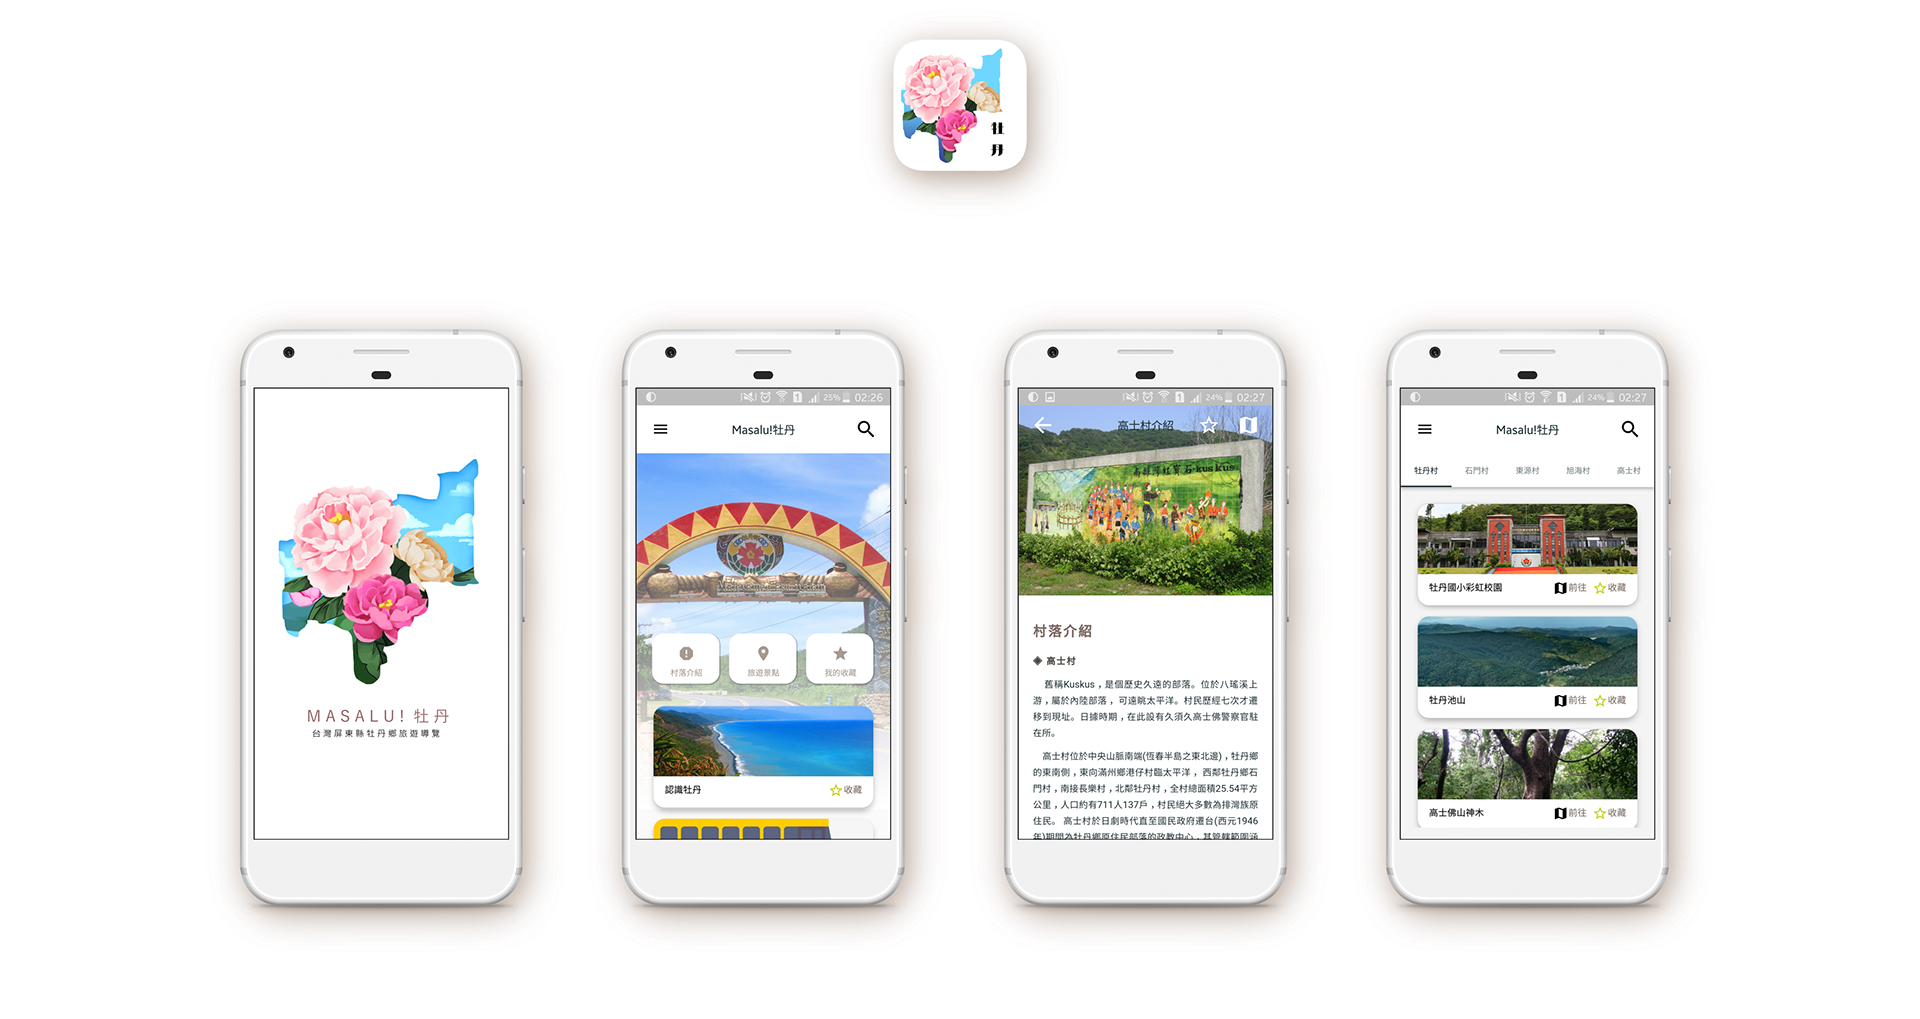 牡
丹
MASALU! 牡丹
台灣屏東縣牡丹鄉旅遊導覽
25% 02:26
Masalu!牡丹
村落介紹
旅遊景點
我的收藏
認識牡丹
收藏
24% 02:27
高士村介紹
kuskus
村落介紹
◈ 高士村
舊稱Kuskus，是個歷史久遠的部落。位於八瑤溪上
游，屬於內陸部落，可遠眺太平洋。村民歷經七次才遷
移到現址。日據時期，在此設有久須久高士佛警察官駐
在所。
高士村位於中央山脈南端(恆春半島之東北邊)，牡丹鄉
的東南側，東向滿州鄉港仔村臨太平洋， 西鄰牡丹鄉石
門村，南接長樂村，北鄰牡丹村，全村總面積25.54平方
公里，人口約有711人137戶，村民絕大多數為排灣族原
住民。 高士村於日劇時代直至國民政府遷台(西元1946
年)期間為牡丹鄉原住民部落的政教中心，其管轄範圍涵
24% 02:27
Masalu!牡丹
牡丹村 石門村 東源村 旭海村 高士村
牡丹國小彩虹校園 前往 收藏
牡丹池山 前往 收藏
高士佛山神木 前往 收藏